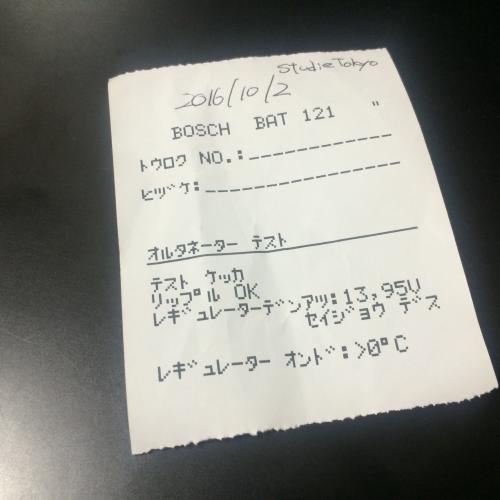 StudieTokyo
2016/10/2
BOSCH BAT 121 "
トウロク NO.:____________
ヒヅケ:________________
オルタネーター テスト
テスト ケッカ
リップル OK
レギュレーターデンアツ:13,95V
セイジョウ デス
レギュレーター オンド:>0°C